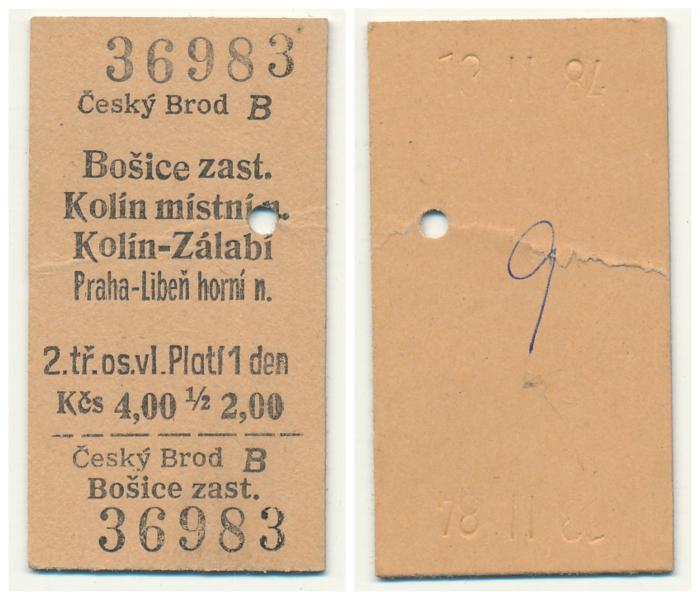 36983
Český Brod B
Bošice zast.
Kolín místní n.
Kolín-Zálabí
Praha-Libeň horní n.
2.tř.os.vl.Platí 1 den
Kčs 4,00 ½ 2,00
Český Brod B
Bošice zast.
36983
9